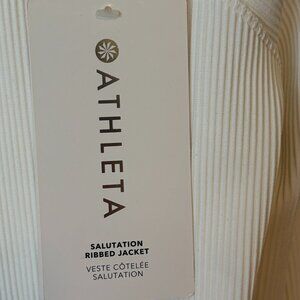 ATHLETA
SALUTATION
RIBBED JACKET
VESTE CÔTELÉE
SALUTATION